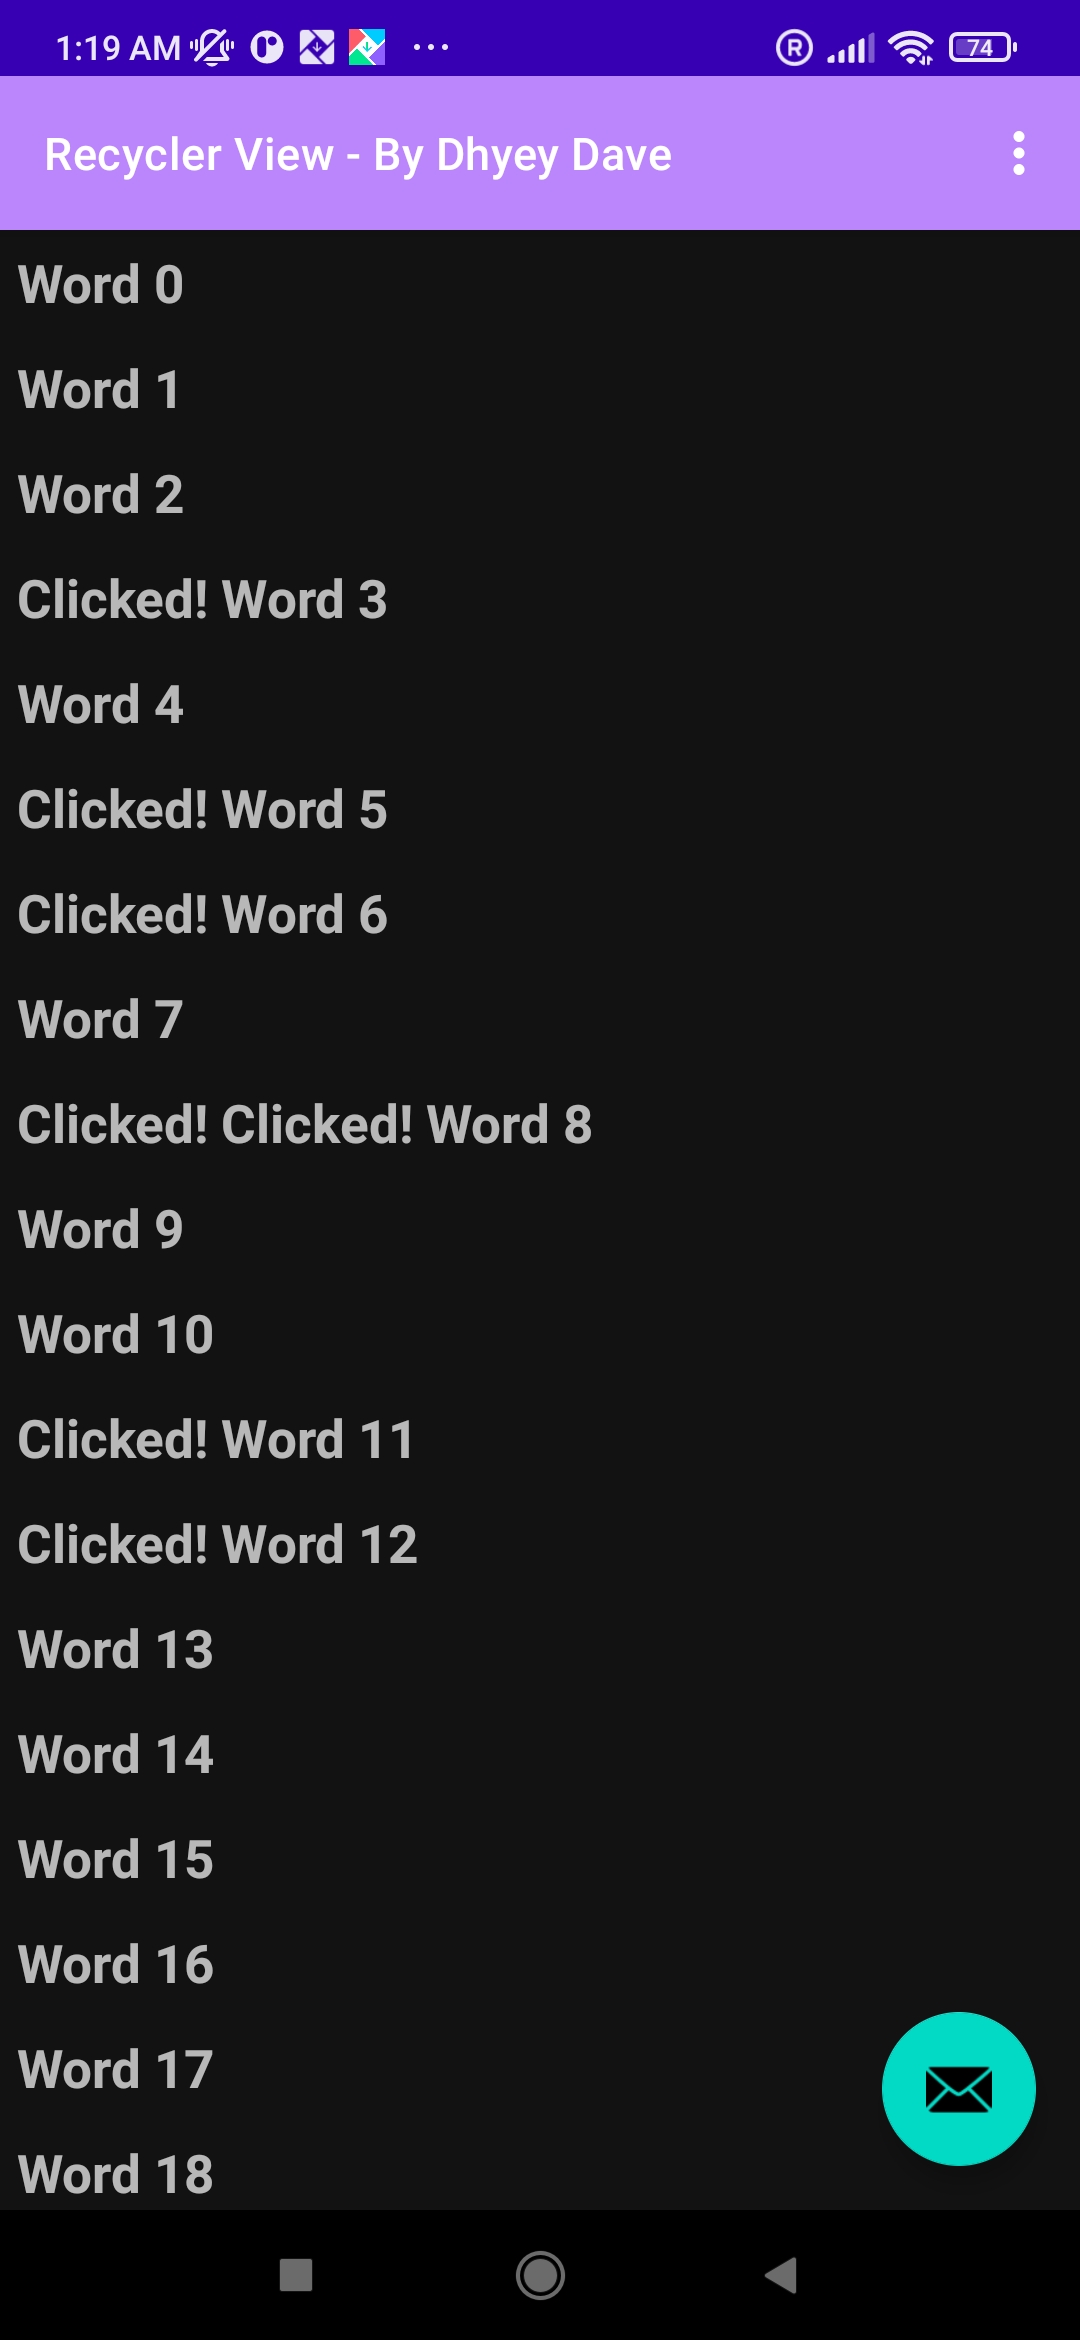 1:19 AM
R
74
Recycler View - By Dhyey Dave
Word 0
Word 1
Word 2
Clicked! Word 3
Word 4
Clicked! Word 5
Clicked! Word 6
Word 7
Clicked! Clicked! Word 8
Word 9
Word 10
Clicked! Word 11
Clicked! Word 12
Word 13
Word 14
Word 15
Word 16
Word 17
Word 18